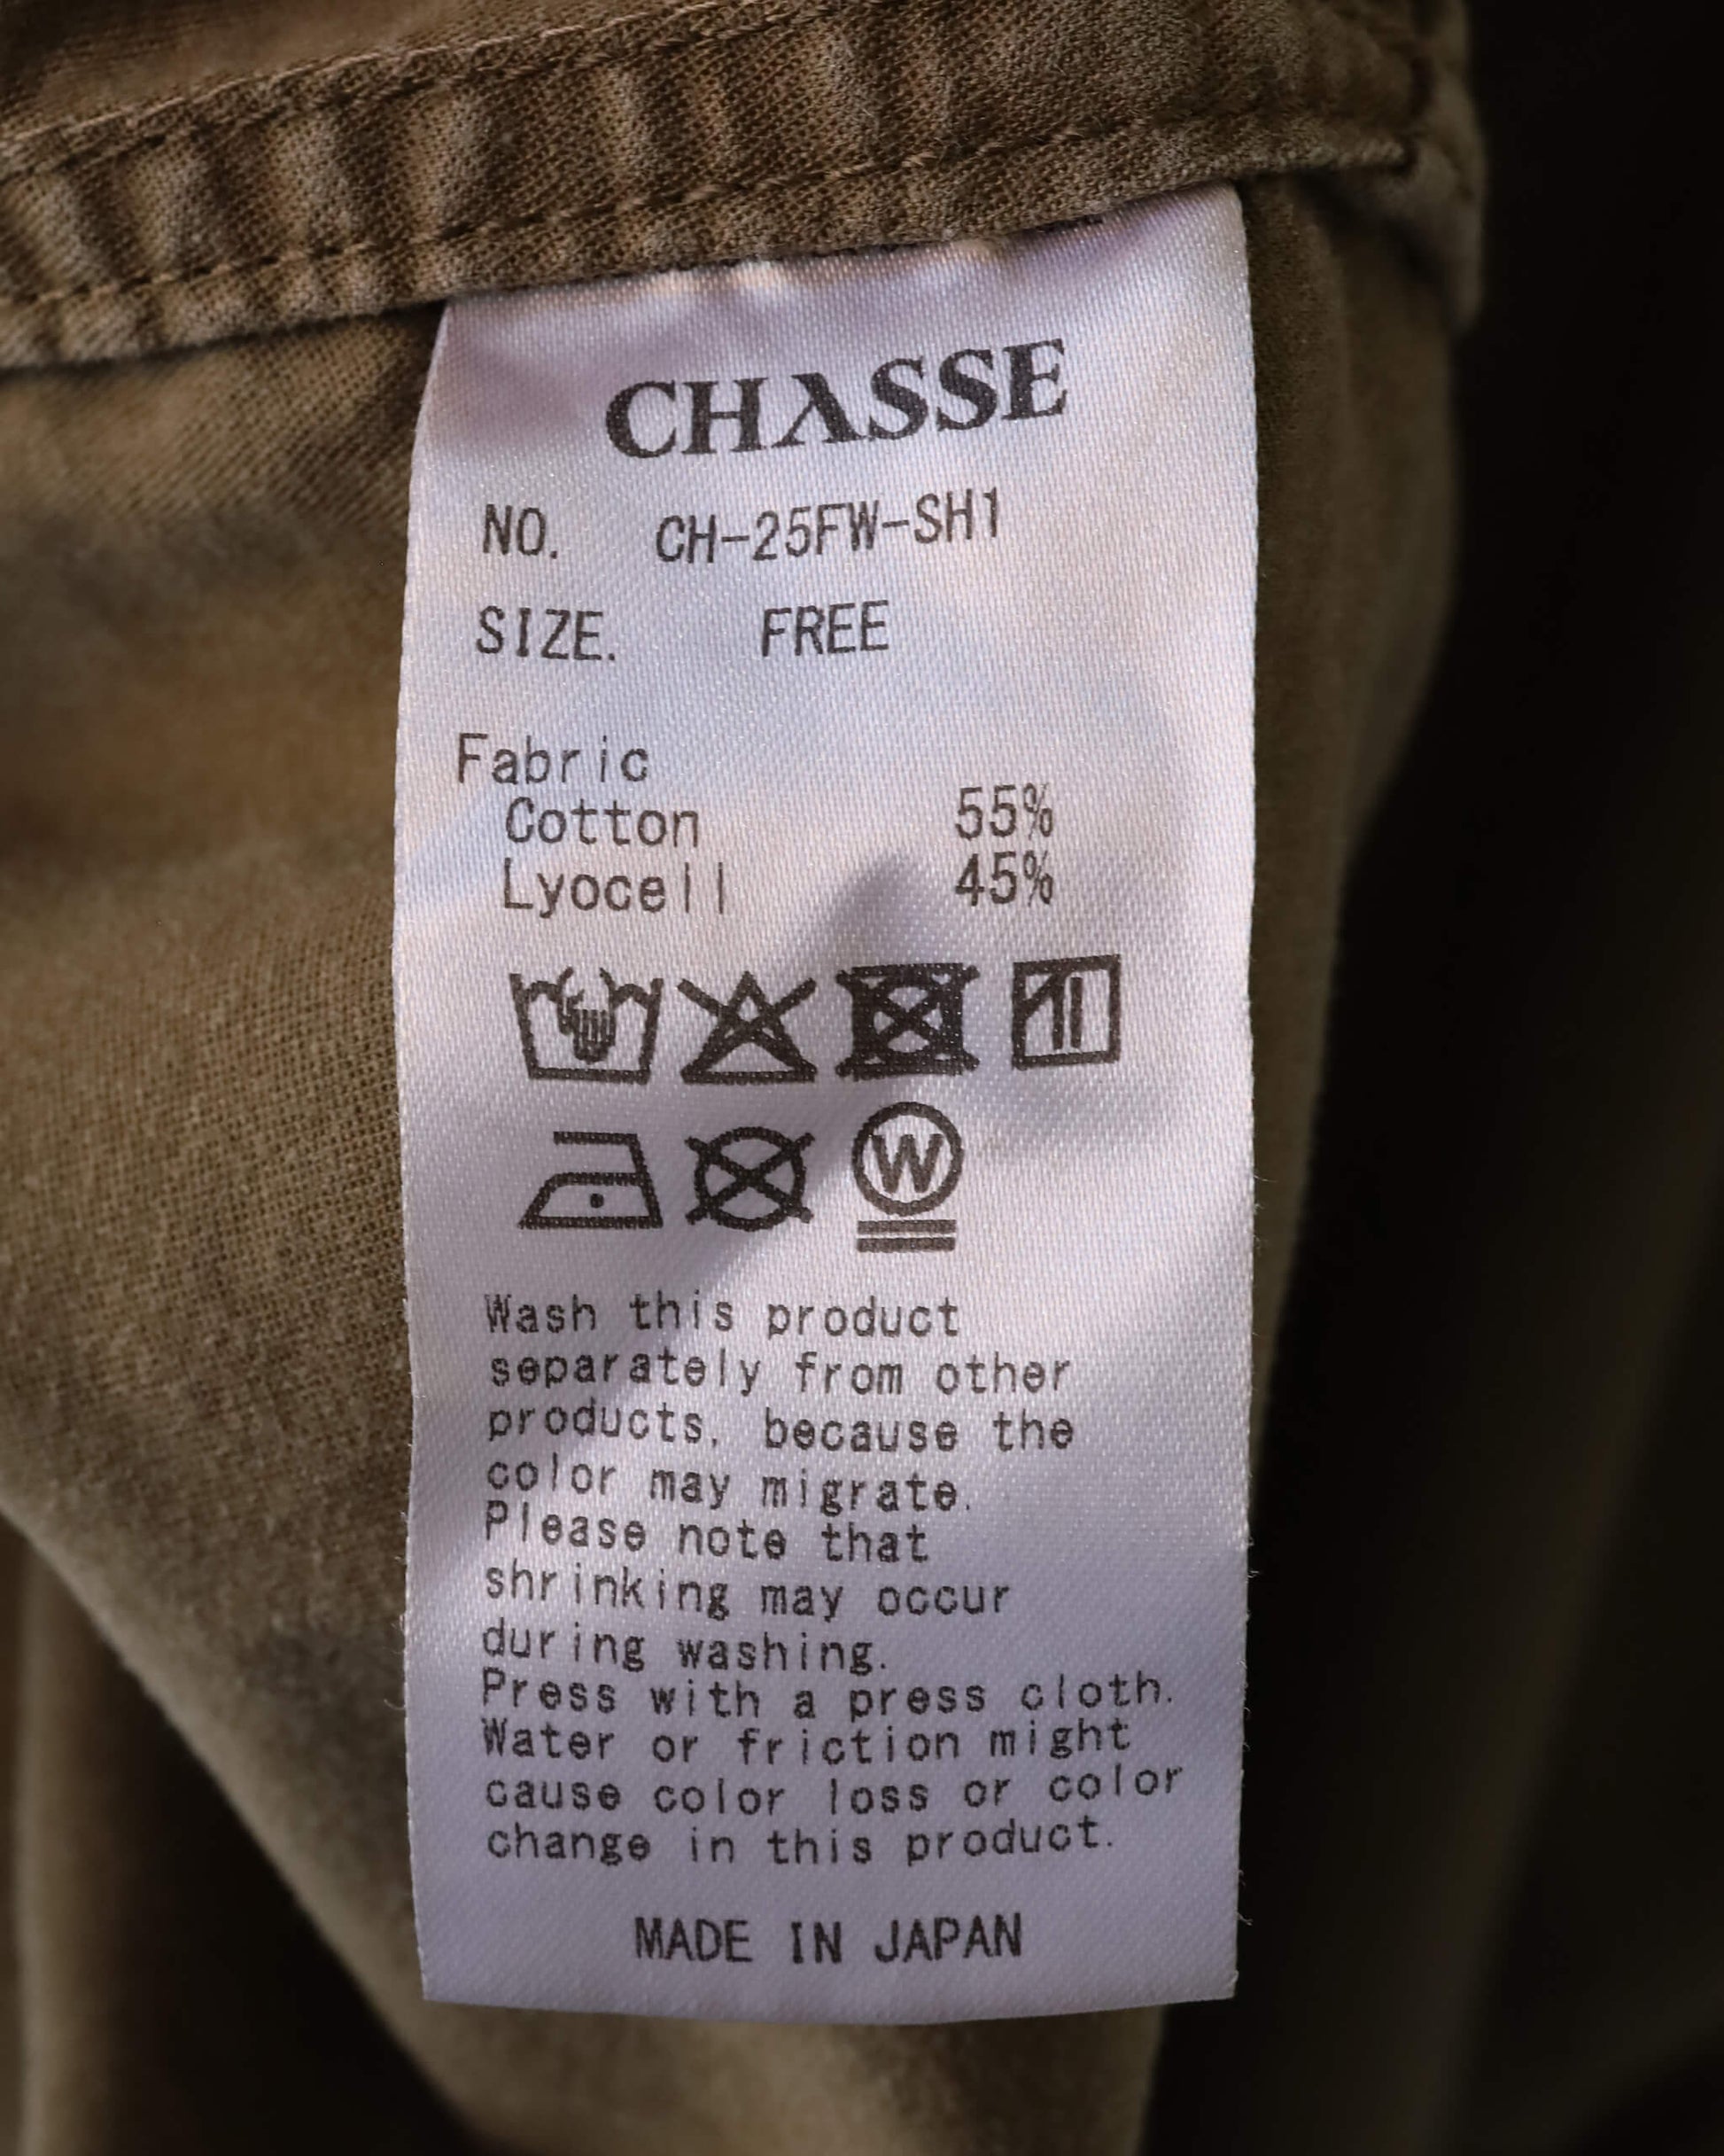 CHASSE
NO. CH-25FW-SH1
SIZE. FREE
Fabric
Cotton 55%
Lyocell 45%
W
Wash this product
separately from other
products, because the
color may migrate.
Please note that
shrinking may occur
during washing.
Press with a press cloth.
Water or friction might
cause color loss or color
change in this product.
MADE IN JAPAN